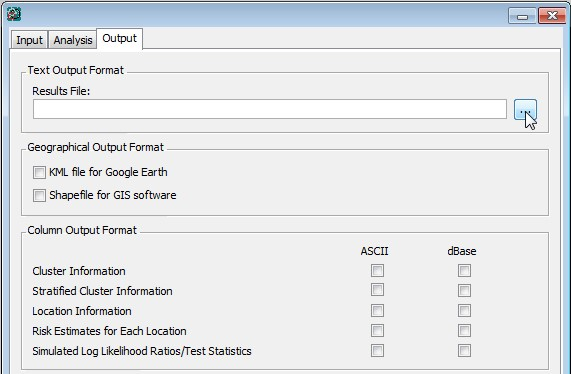 Input Analysis Output
Text Output Format
Results File:
...
Geographical Output Format
KML file for Google Earth
Shapefile for GIS software
Column Output Format
ASCII dBase
Cluster Information
Stratified Cluster Information
Location Information
Risk Estimates for Each Location
Simulated Log Likelihood Ratios/Test Statistics